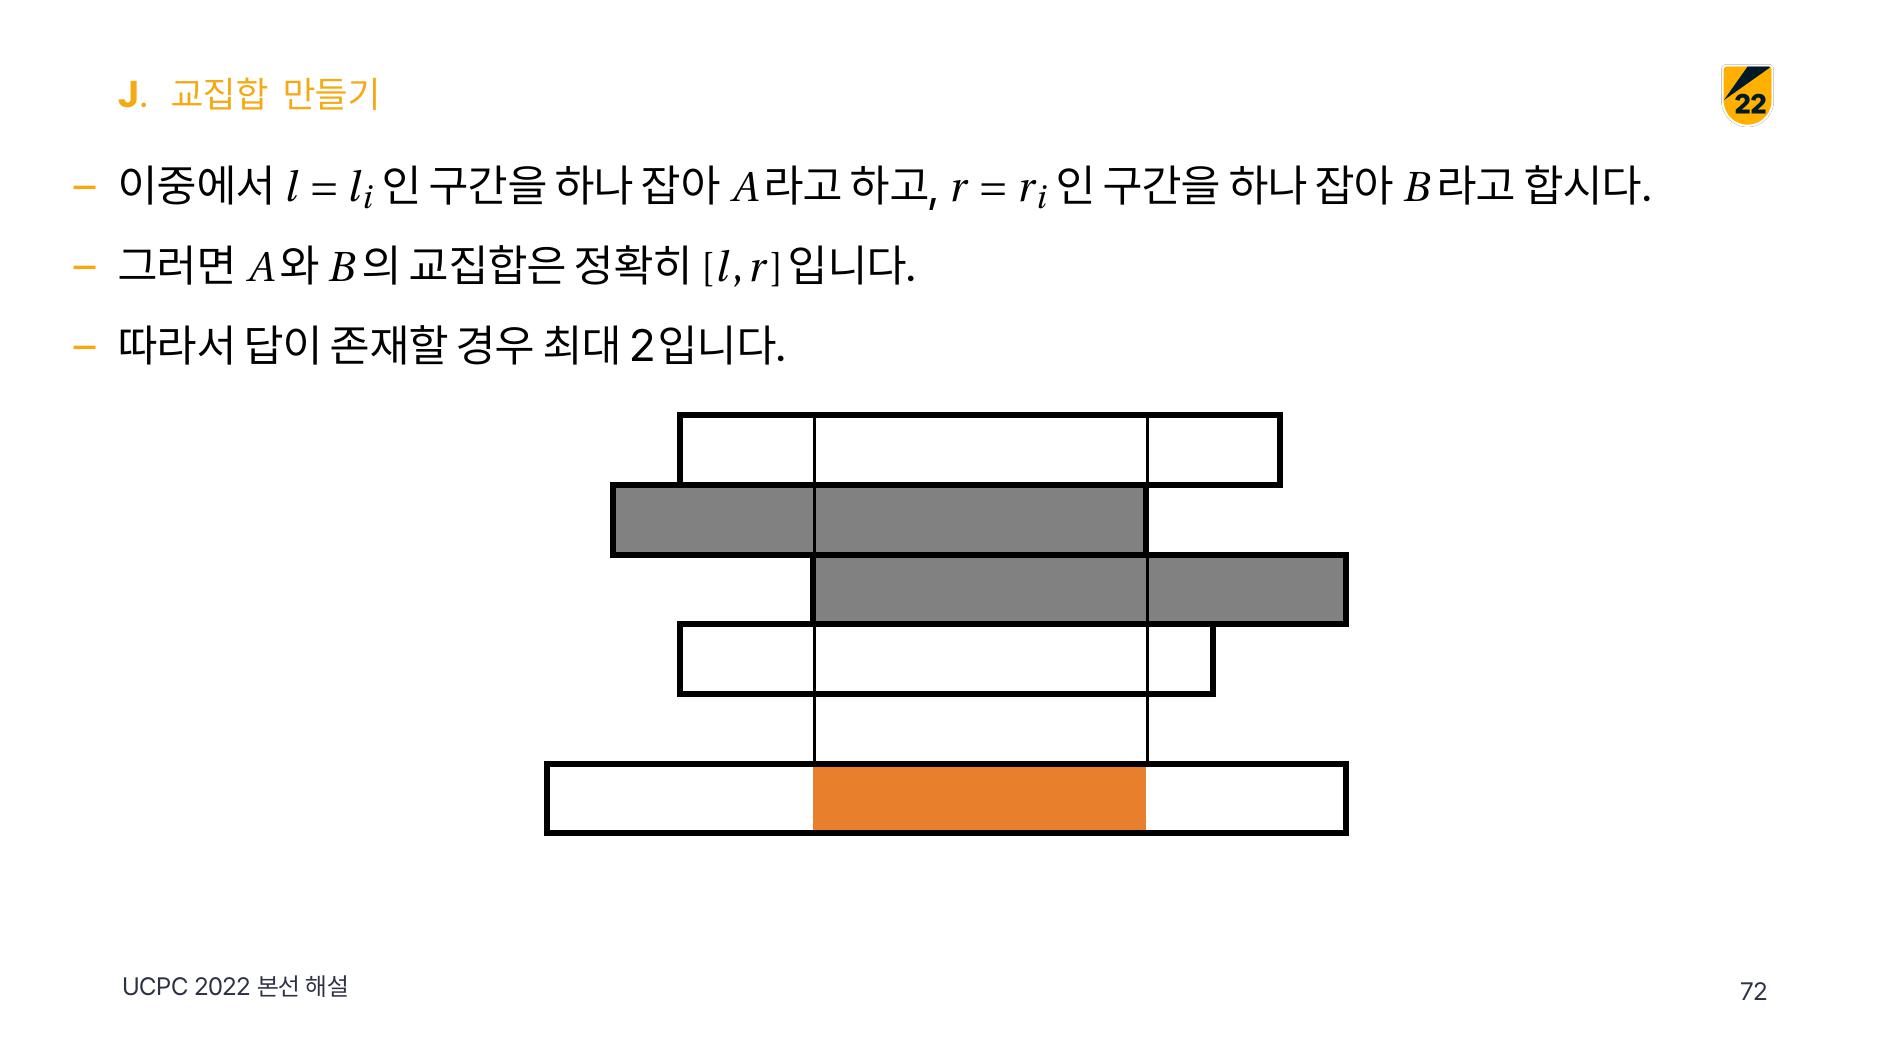 J. 교집합 만들기
22
– 이중에서 l = l_i 인 구간을 하나 잡아 A라고 하고, r = r_i 인 구간을 하나 잡아 B라고 합시다.
– 그러면 A와 B의 교집합은 정확히 [l, r]입니다.
– 따라서 답이 존재할 경우 최대 2입니다.
UCPC 2022 본선 해설
72